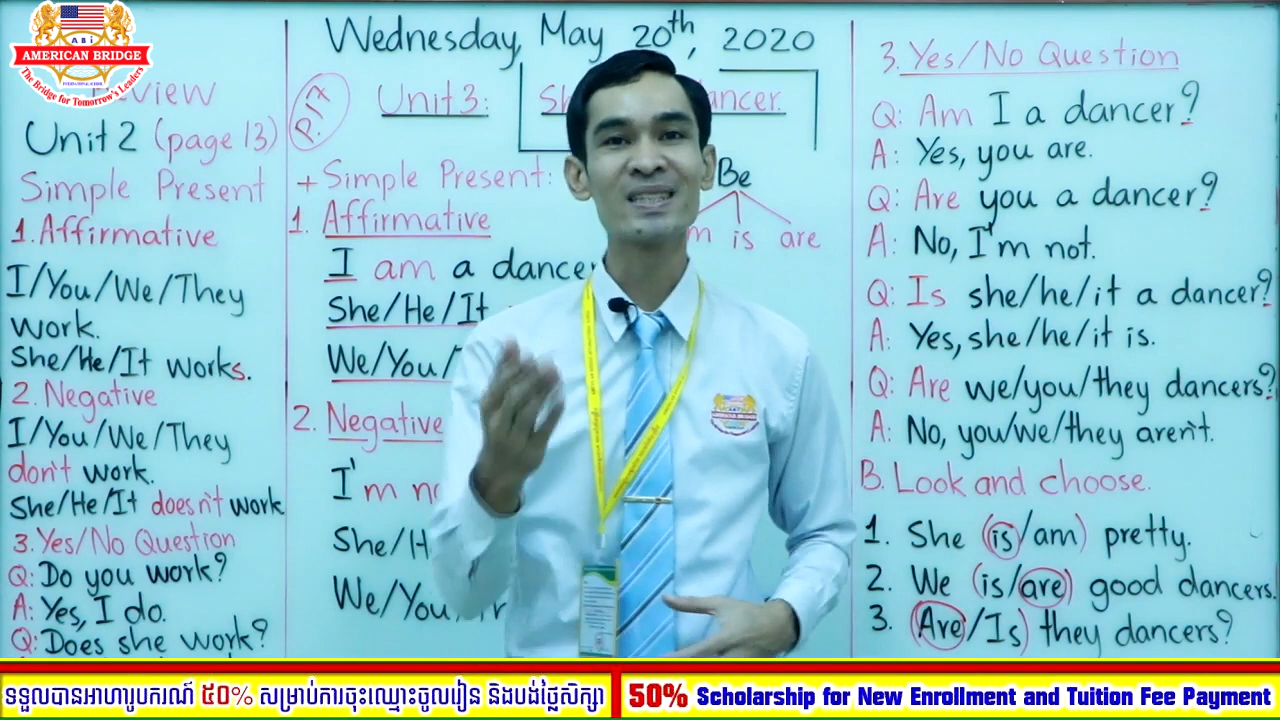 A B i
AMERICAN BRIDGE
INTERNATIONAL SCHOOL
The Bridge for Tomorrow's Leaders
Review
Unit 2 (page 13)
Simple Present
1. Affirmative
I/You/We/They
work.
She/He/It works.
2. Negative
I/You/We/They
don't work.
She/He/It doesn't work
3. Yes/No Question
Q: Do you work?
A: Yes, I do.
Q: Does she work?
Wednesday, May 20th, 2020
P.17
Unit 3: Sh ancer.
+ Simple Present: Be
m is are
1. Affirmative
I am a dance
She/He/It
We/You/
2. Negative
I'm no
She/H
We/You
3. Yes/No Question
Q: Am I a dancer?
A: Yes, you are.
Q: Are you a dancer?
A: No, I'm not.
Q: Is she/he/it a dancer?
A: Yes, she/he/it is.
Q: Are we/you/they dancers?
A: No, you/we/they aren't.
B. Look and choose.
1. She (is/am) pretty.
2. We (is/are) good dancers.
3. (Are/Is) they dancers?
AMERICAN BRIDGE
ទទួលបានអាហារូបករណ៍ ៥០% សម្រាប់ការចុះឈ្មោះចូលរៀន និងបង់ថ្លៃសិក្សា
50% Scholarship for New Enrollment and Tuition Fee Payment